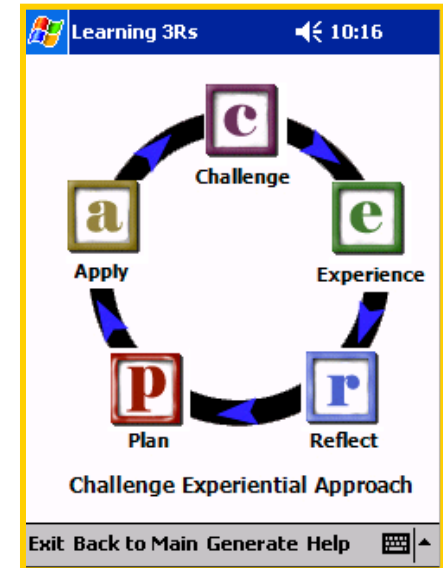 Learning 3Rs 10:16
c
Challenge
a e
Apply Experience
p r
Plan Reflect
Challenge Experiential Approach
Exit Back to Main Generate Help